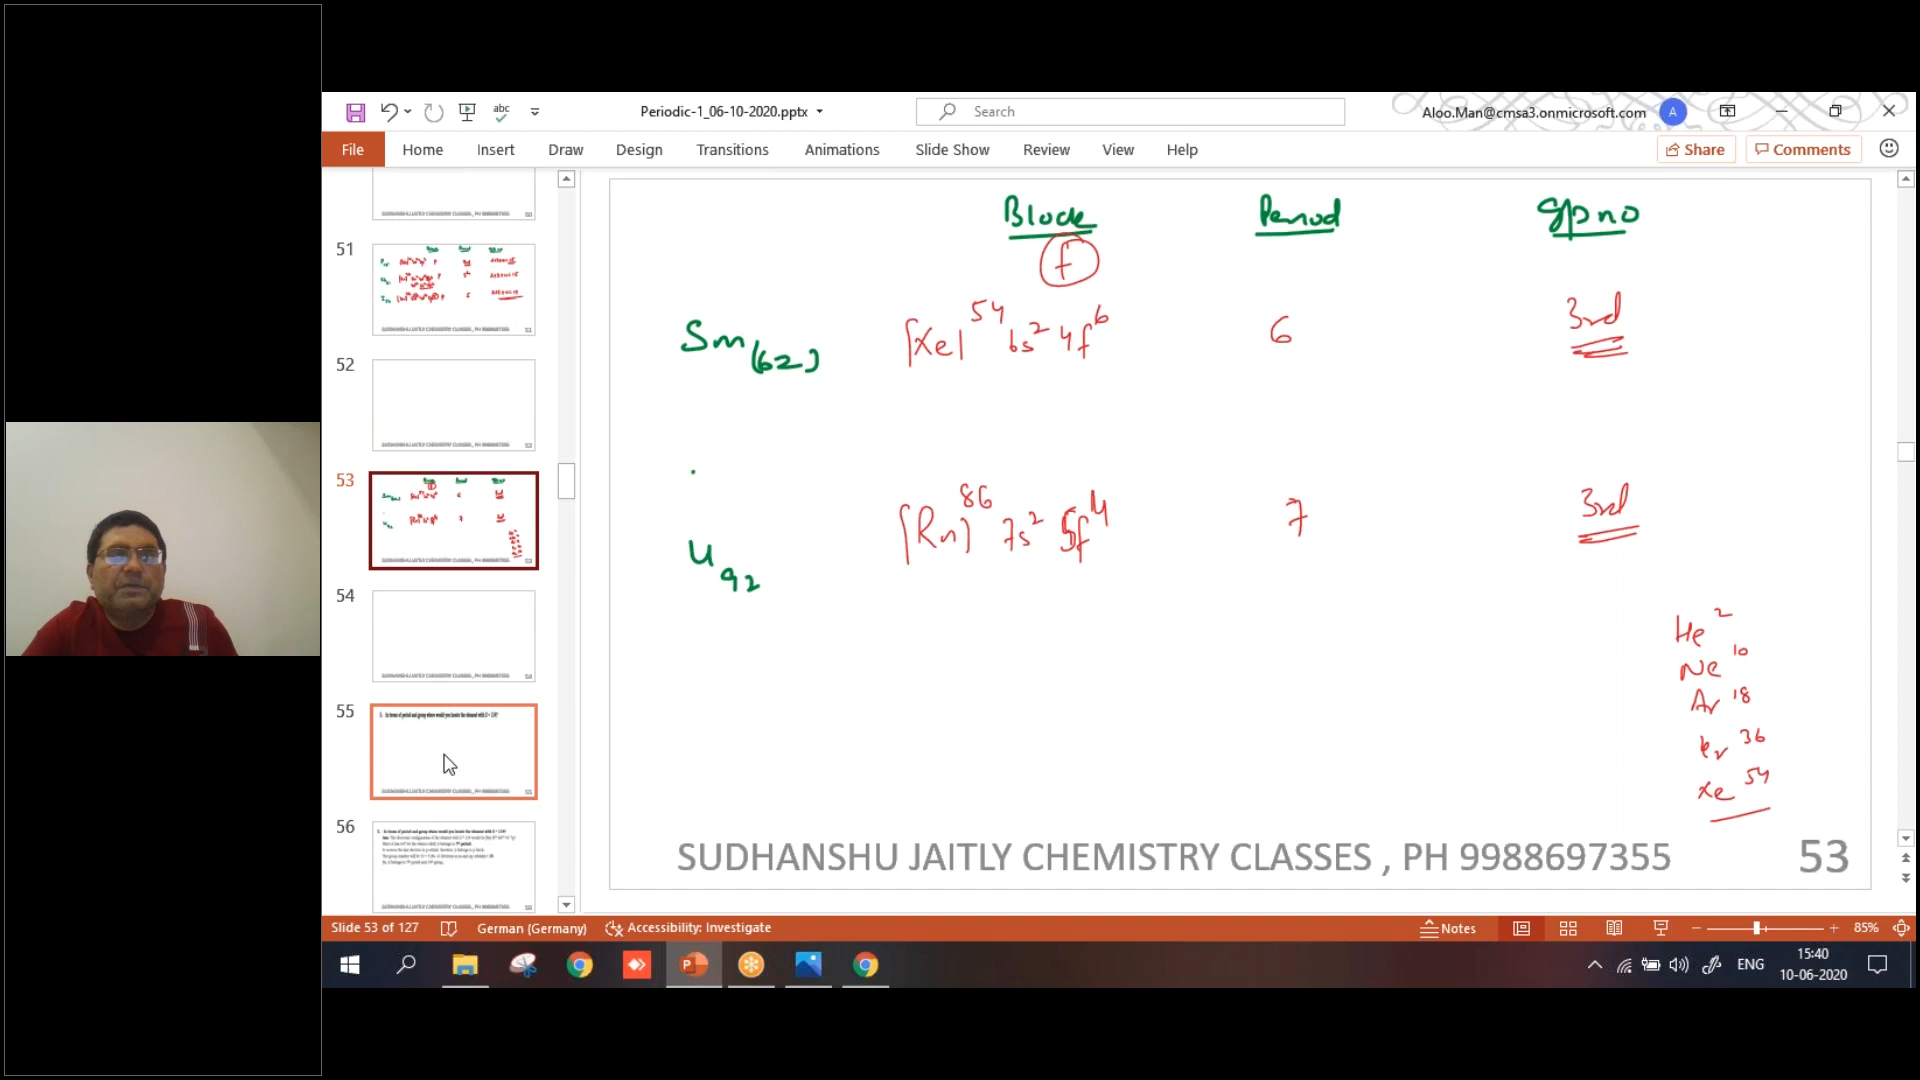 Periodic-1_06-10-2020.pptx
Search
Aloo.Man@cmsa3.onmicrosoft.com
A
abc
File Home Insert Draw Design Transitions Animations Slide Show Review View Help
Share Comments
51
52
53
54
55
56
Block Period gp no
f
Sm(62) [Xe]54 6s2 4f6 6 3rd
U92 [Rn]86 7s2 5f4 7 3rd
He 2
Ne 10
Ar 18
Kr 36
Xe 54
SUDHANSHU JAITLY CHEMISTRY CLASSES , PH 9988697355 53
Slide 53 of 127 German (Germany) Accessibility: Investigate Notes 85%
ENG 15:40
10-06-2020